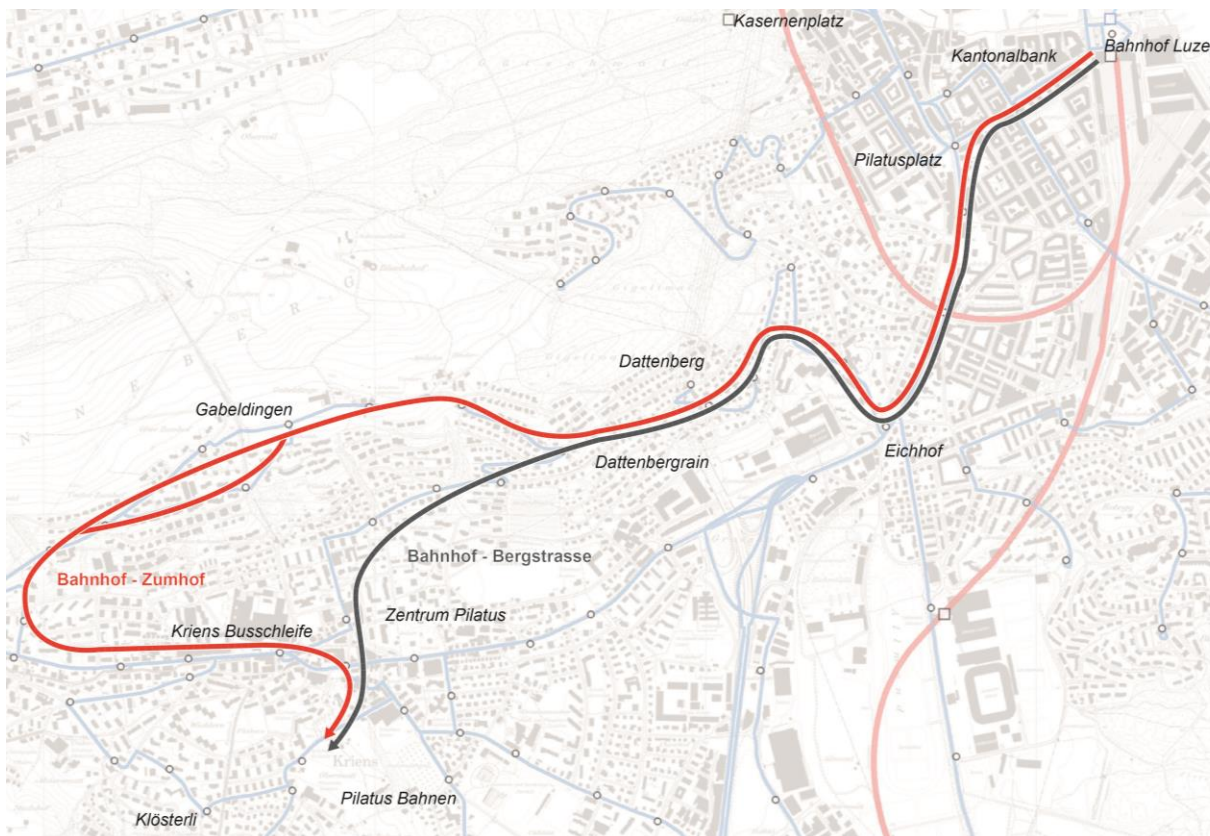 Kasernenplatz
Bahnhof Luze
Kantonalbank
Pilatusplatz
Dattenberg
Gabeldingen
Eichhof
Dattenbergrain
Bahnhof - Bergstrasse
Bahnhof - Zumhof
Zentrum Pilatus
Kriens Busschleife
Kriens
Pilatus Bahnen
Klösterli